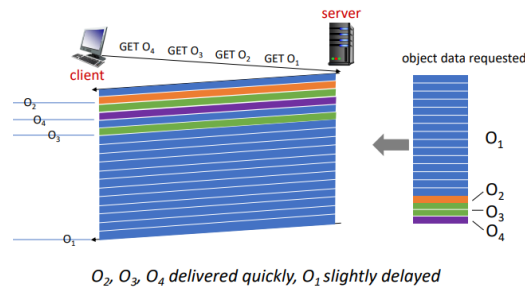 server
GET O4 GET O3 GET O2 GET O1
client
object data requested
O2
O4
O3
O1
O1
O2
O3
O4
O2, O3, O4 delivered quickly, O1 slightly delayed